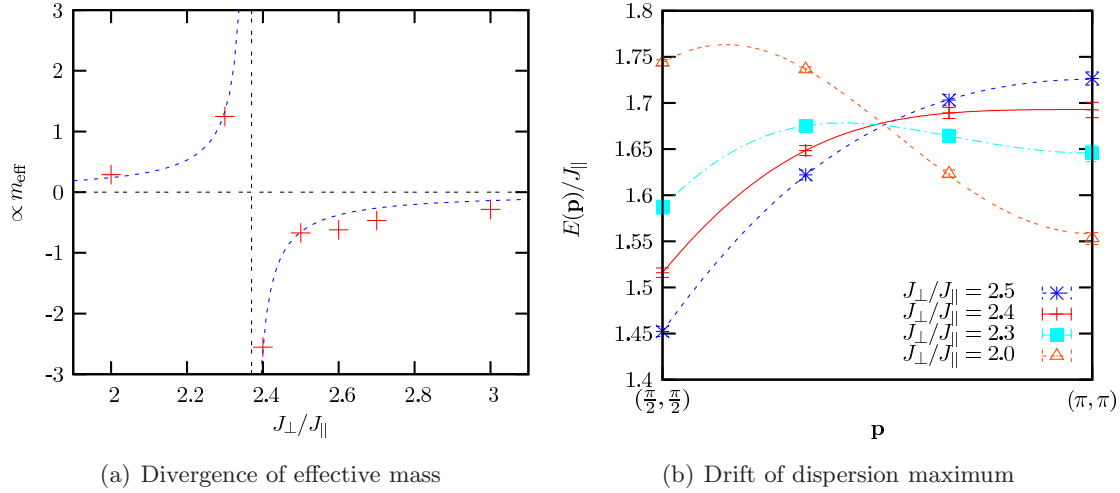 3
2
1
0
-1
-2
-3
∝ m_eff
2 2.2 2.4 2.6 2.8 3
J⊥/J∥
(a) Divergence of effective mass
1.8
1.75
1.7
1.65
1.6
1.55
1.5
1.45
1.4
E(p)/J∥
J⊥/J∥ = 2.5
J⊥/J∥ = 2.4
J⊥/J∥ = 2.3
J⊥/J∥ = 2.0
(π/2, π/2) (π, π)
p
(b) Drift of dispersion maximum